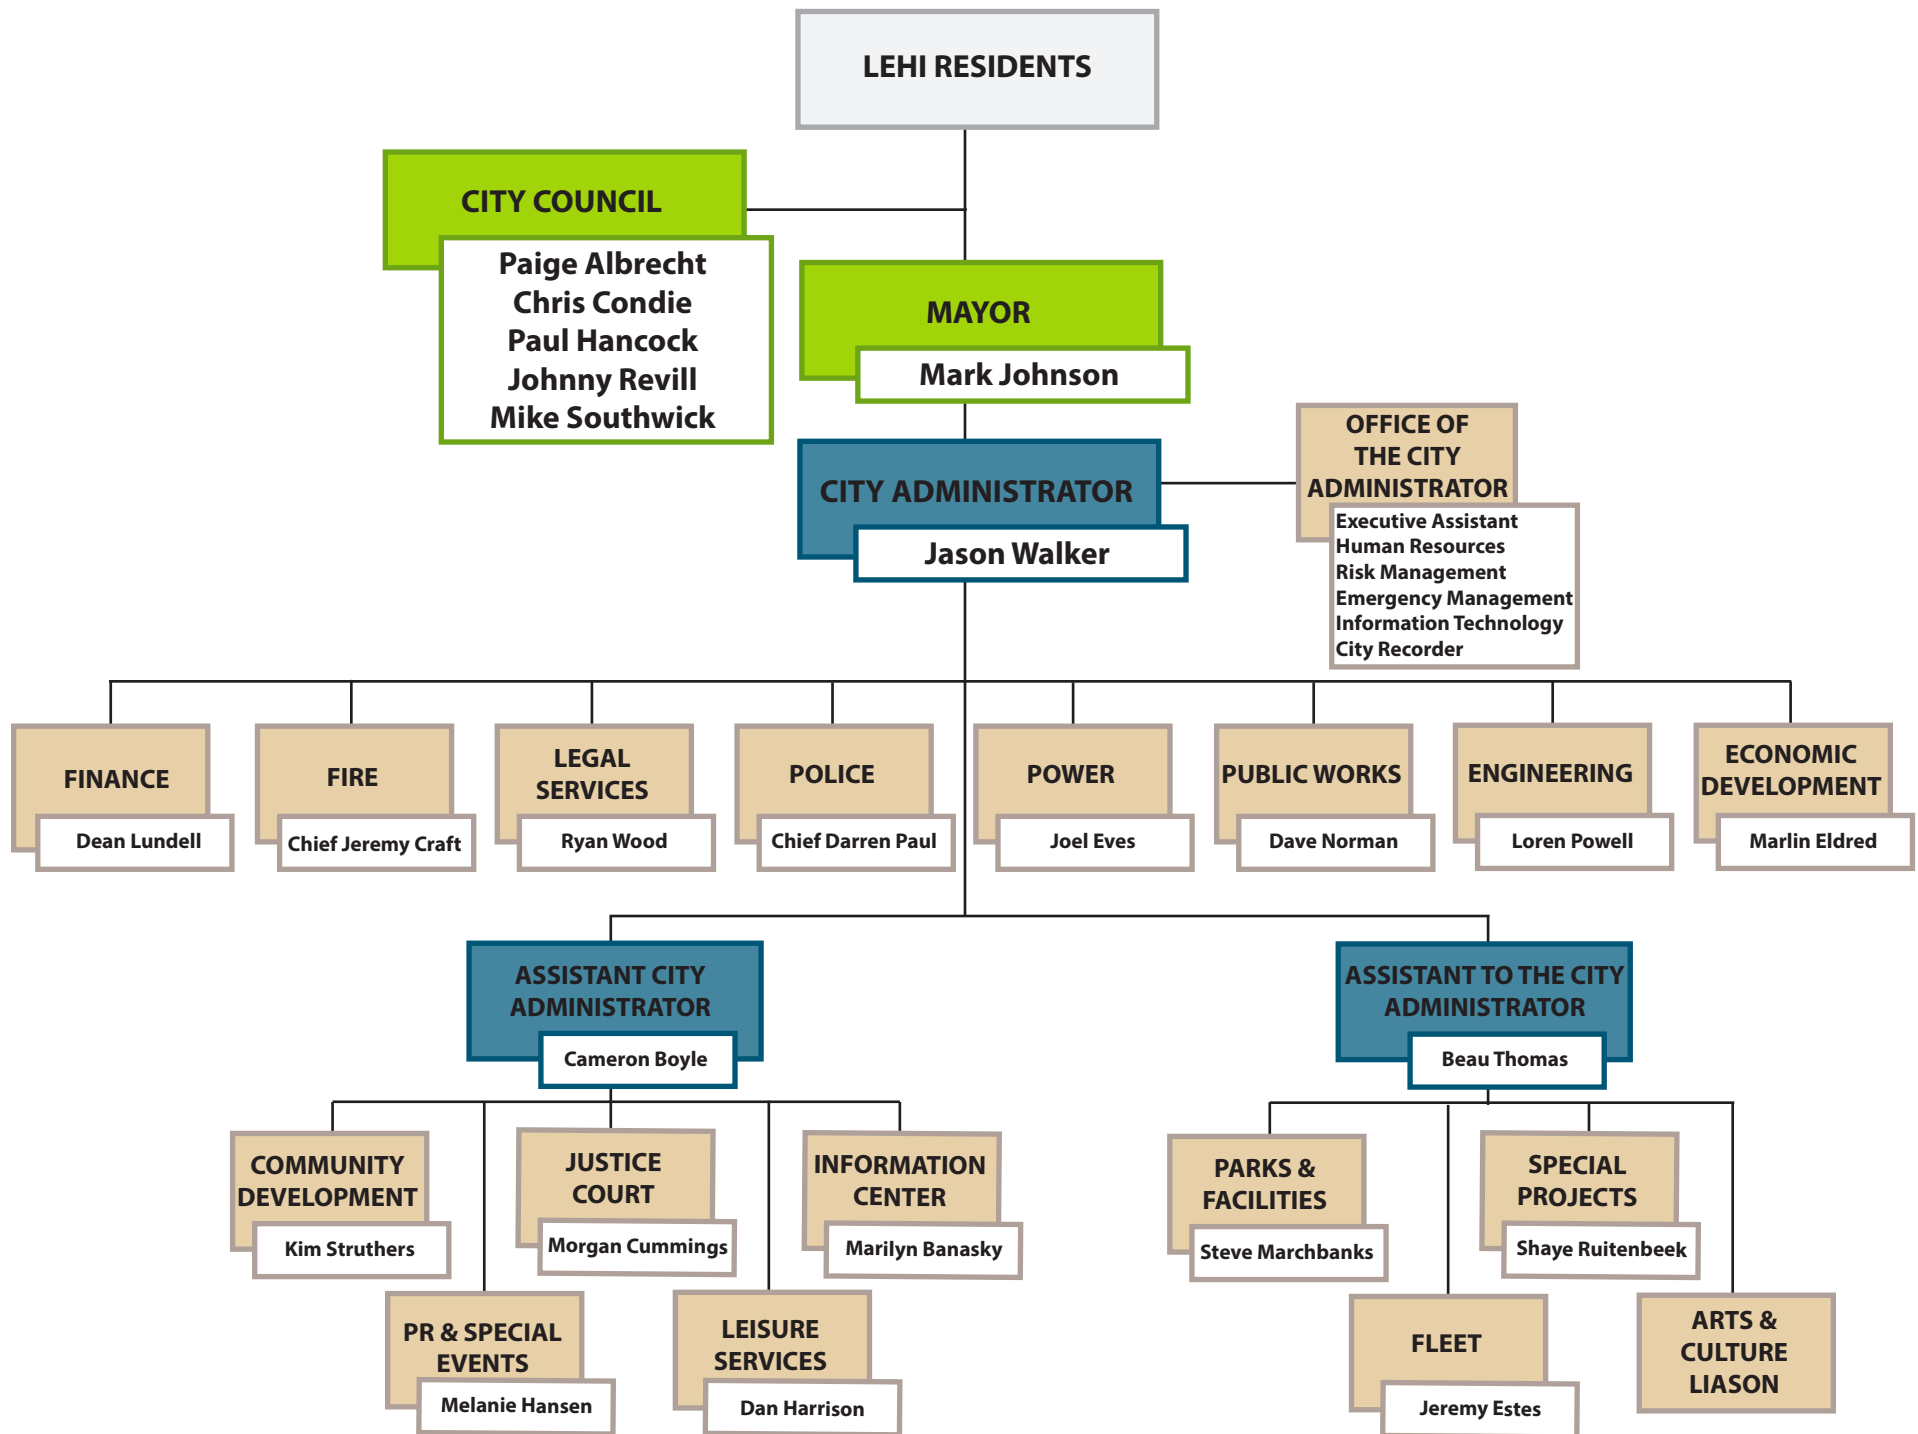 LEHI RESIDENTS
CITY COUNCIL
Paige Albrecht
Chris Condie
Paul Hancock
Johnny Revill
Mike Southwick
MAYOR
Mark Johnson
CITY ADMINISTRATOR
Jason Walker
OFFICE OF
THE CITY
ADMINISTRATOR
Executive Assistant
Human Resources
Risk Management
Emergency Management
Information Technology
City Recorder
FINANCE
Dean Lundell
FIRE
Chief Jeremy Craft
LEGAL
SERVICES
Ryan Wood
POLICE
Chief Darren Paul
POWER
Joel Eves
PUBLIC WORKS
Dave Norman
ENGINEERING
Loren Powell
ECONOMIC
DEVELOPMENT
Marlin Eldred
ASSISTANT CITY
ADMINISTRATOR
Cameron Boyle
ASSISTANT TO THE CITY
ADMINISTRATOR
Beau Thomas
COMMUNITY
DEVELOPMENT
Kim Struthers
JUSTICE
COURT
Morgan Cummings
INFORMATION
CENTER
Marilyn Banasky
PARKS &
FACILITIES
Steve Marchbanks
SPECIAL
PROJECTS
Shaye Ruitenbeek
PR & SPECIAL
EVENTS
Melanie Hansen
LEISURE
SERVICES
Dan Harrison
FLEET
Jeremy Estes
ARTS &
CULTURE
LIASON